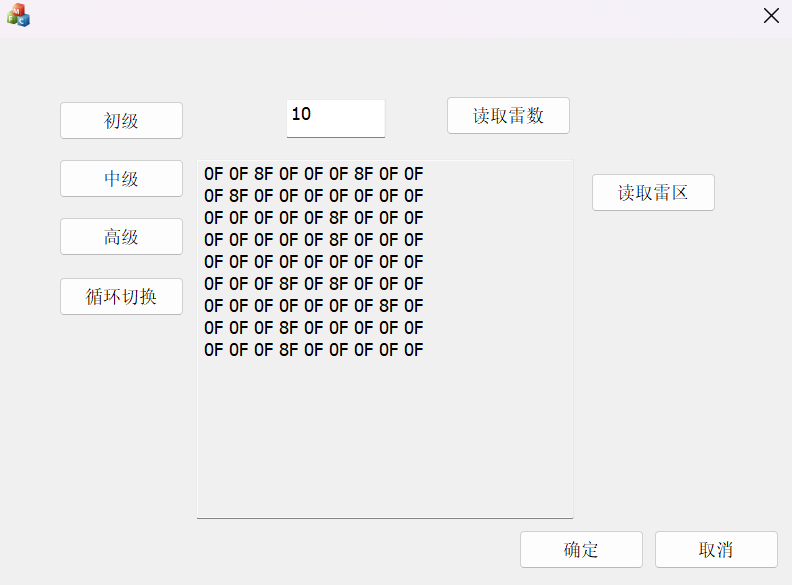 初级
10
读取雷数
中级
读取雷区
高级
循环切换
0F 0F 8F 0F 0F 0F 8F 0F 0F
0F 8F 0F 0F 0F 0F 0F 0F 0F
0F 0F 0F 0F 0F 8F 0F 0F 0F
0F 0F 0F 0F 0F 8F 0F 0F 0F
0F 0F 0F 0F 0F 0F 0F 0F 0F
0F 0F 0F 8F 0F 8F 0F 0F 0F
0F 0F 0F 0F 0F 0F 0F 8F 0F
0F 0F 0F 8F 0F 0F 0F 0F 0F
0F 0F 0F 8F 0F 0F 0F 0F 0F
确定
取消